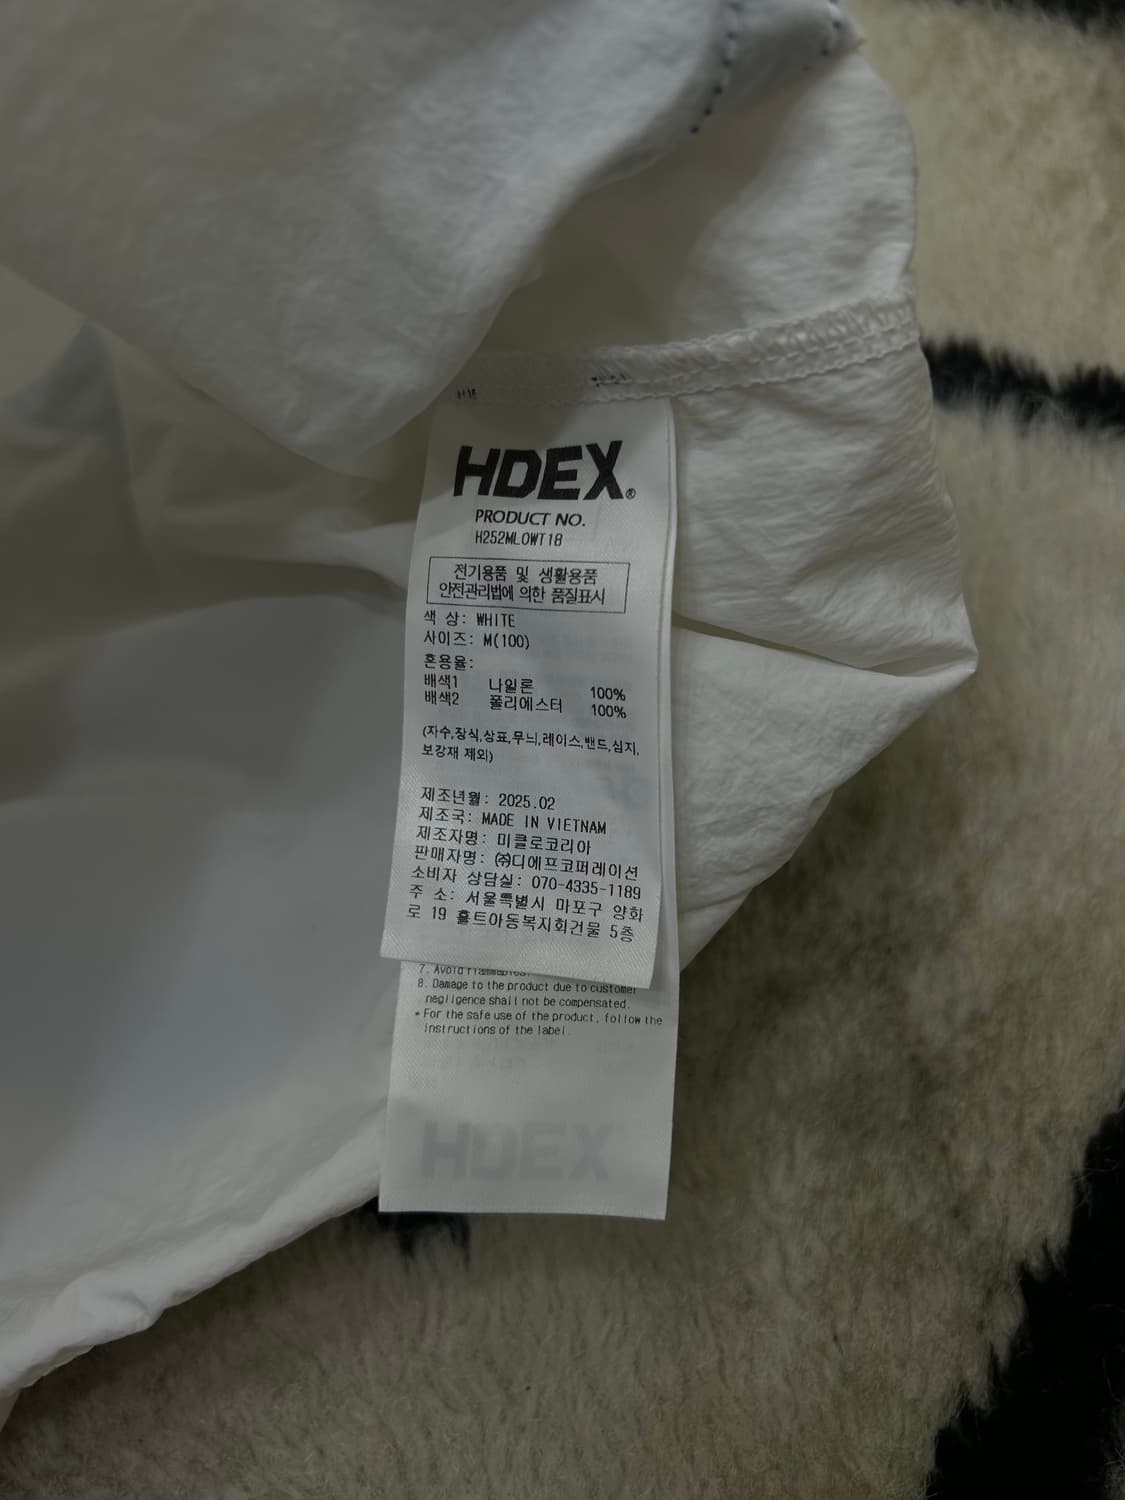 HDEX®
PRODUCT NO.
H252MLOWT18
전기용품 및 생활용품
안전관리법에 의한 품질표시
색 상: WHITE
사이즈: M(100)
혼용율:
배색1 나일론 100%
배색2 폴리에스터 100%
(자수,장식,상표,무늬,레이스,밴드,심지,
보강재 제외)
제조년월: 2025.02
제조국: MADE IN VIETNAM
제조자명: 미클로코리아
판매자명: ㈜디에프코퍼레이션
소비자 상담실: 070-4335-1189
주 소: 서울특별시 마포구 양화
로 19 홀트아동복지회건물 5층
7. Avoid flammables.
8. Damage to the product due to customer
negligence shall not be compensated.
* For the safe use of the product, follow the
instructions of the label.